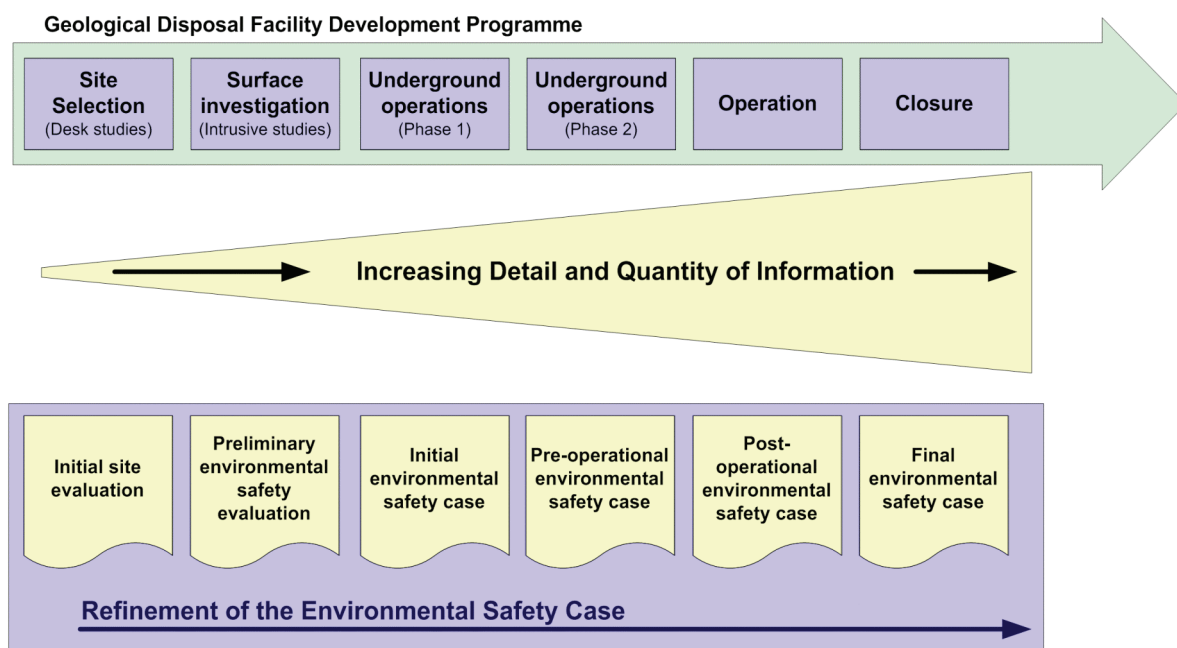 Geological Disposal Facility Development Programme
Site
Selection
(Desk studies)
Surface
investigation
(Intrusive studies)
Underground
operations
(Phase 1)
Underground
operations
(Phase 2)
Operation
Closure
Increasing Detail and Quantity of Information
Initial site
evaluation
Preliminary
environmental
safety
evaluation
Initial
environmental
safety case
Pre-operational
environmental
safety case
Post-
operational
environmental
safety case
Final
environmental
safety case
Refinement of the Environmental Safety Case